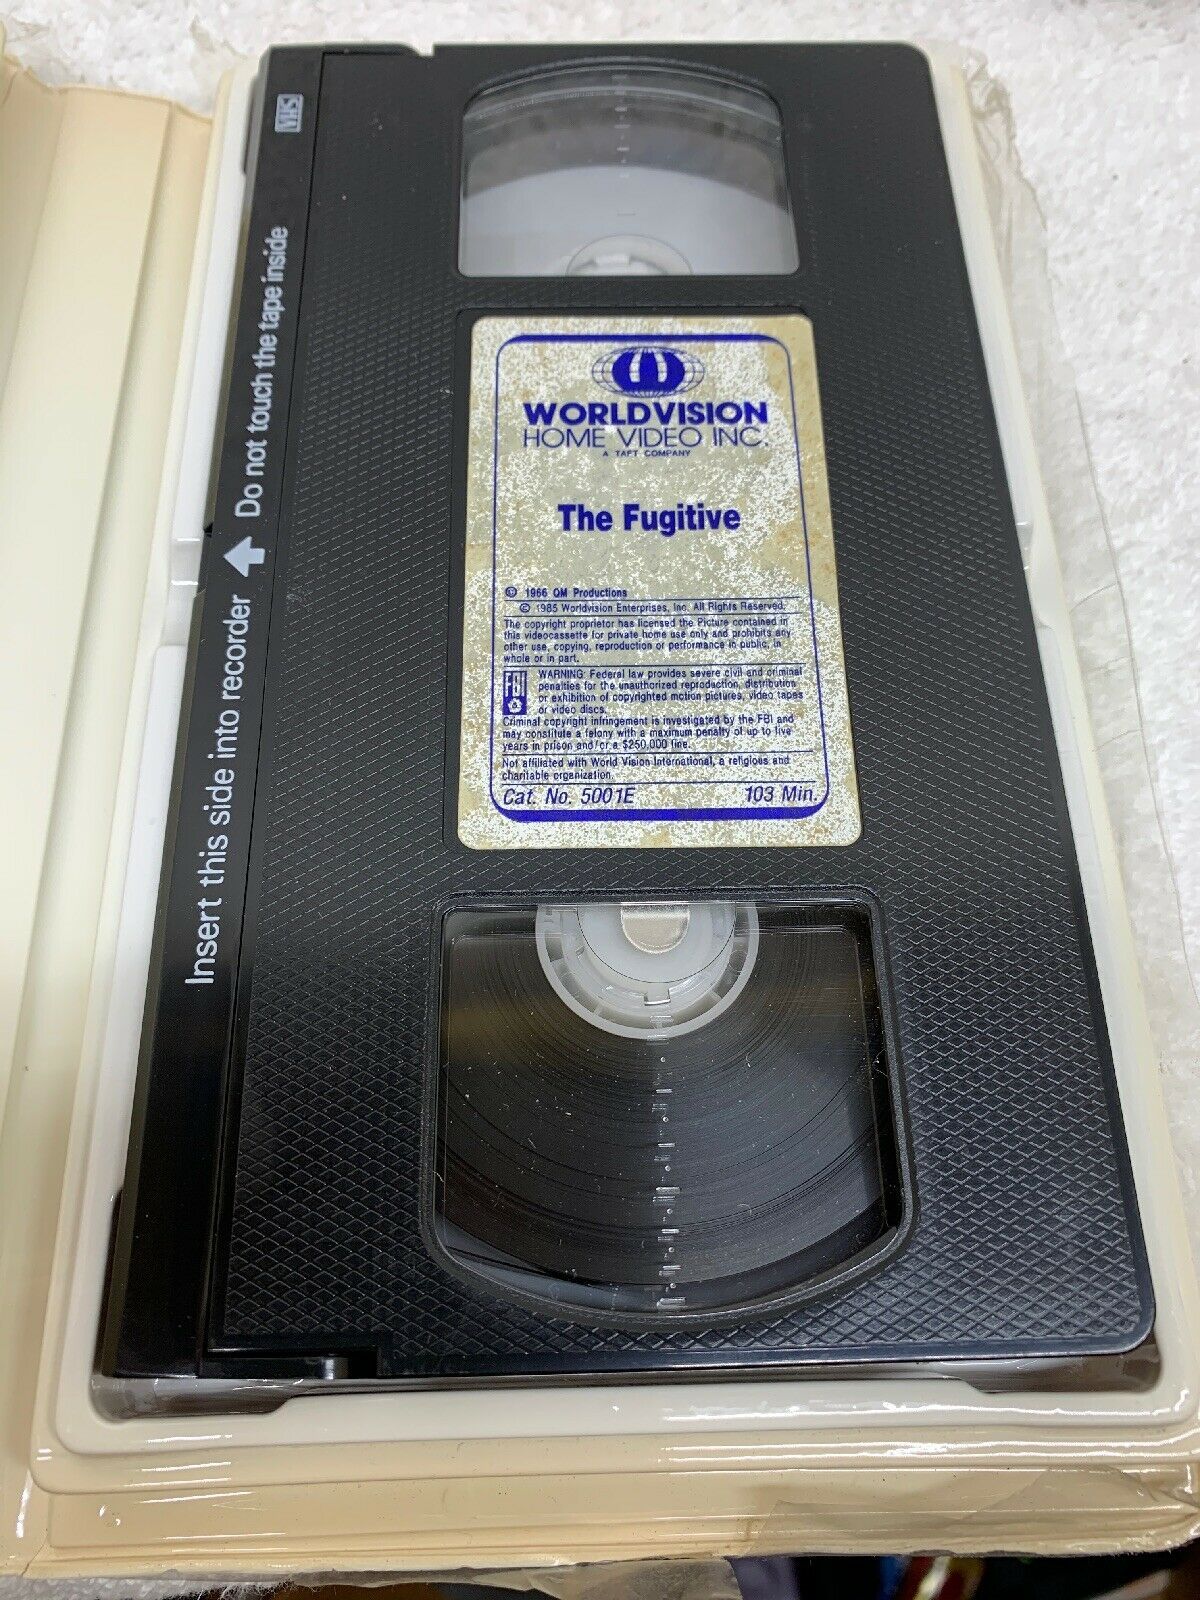 VHS
Insert this side into recorder Do not touch the tape inside
WORLDVISION
HOME VIDEO INC.
A TAFT COMPANY
The Fugitive
© 1966 QM Productions
© 1985 Worldvision Enterprises, Inc. All Rights Reserved.
The copyright proprietor has licensed the Picture contained in
this videocassette for private home use only and prohibits any
other use, copying, reproduction or performance in public, in
whole or in part.
FBI
WARNING: Federal law provides severe civil and criminal
penalties for the unauthorized reproduction, distribution
or exhibition of copyrighted motion pictures, video tapes
or video discs.
Criminal copyright infringement is investigated by the FBI and
may constitute a felony with a maximum penalty of up to five
years in prison and/or a $250,000 fine.
Not affiliated with World Vision International, a religious and
charitable organization.
Cat. No. 5001E 103 Min.